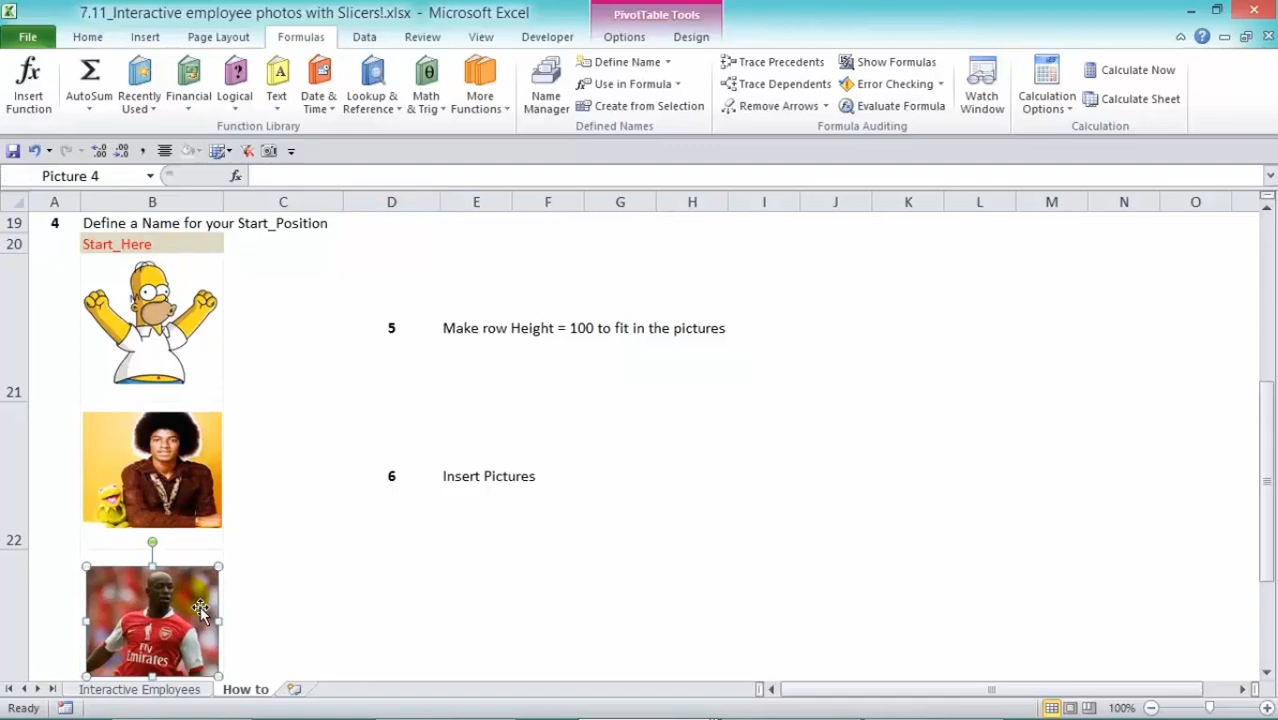 7.11_Interactive employee photos with Slicers!.xlsx - Microsoft Excel
PivotTable Tools
File Home Insert Page Layout Formulas Data Review View Developer Options Design
Insert Function
AutoSum
Recently Used
Financial
Logical
Text
Date & Time
Lookup & Reference
Math & Trig
More Functions
Function Library
Name Manager
Define Name
Use in Formula
Create from Selection
Defined Names
Trace Precedents
Trace Dependents
Remove Arrows
Show Formulas
Error Checking
Evaluate Formula
Formula Auditing
Watch Window
Calculation Options
Calculate Now
Calculate Sheet
Calculation
Picture 4 fx
A B C D E F G H I J K L M N O
19 4 Define a Name for your Start_Position
20 Start_Here
5 Make row Height = 100 to fit in the pictures
21
6 Insert Pictures
22
Fly
Emirates
Interactive Employees How to
Ready 100%